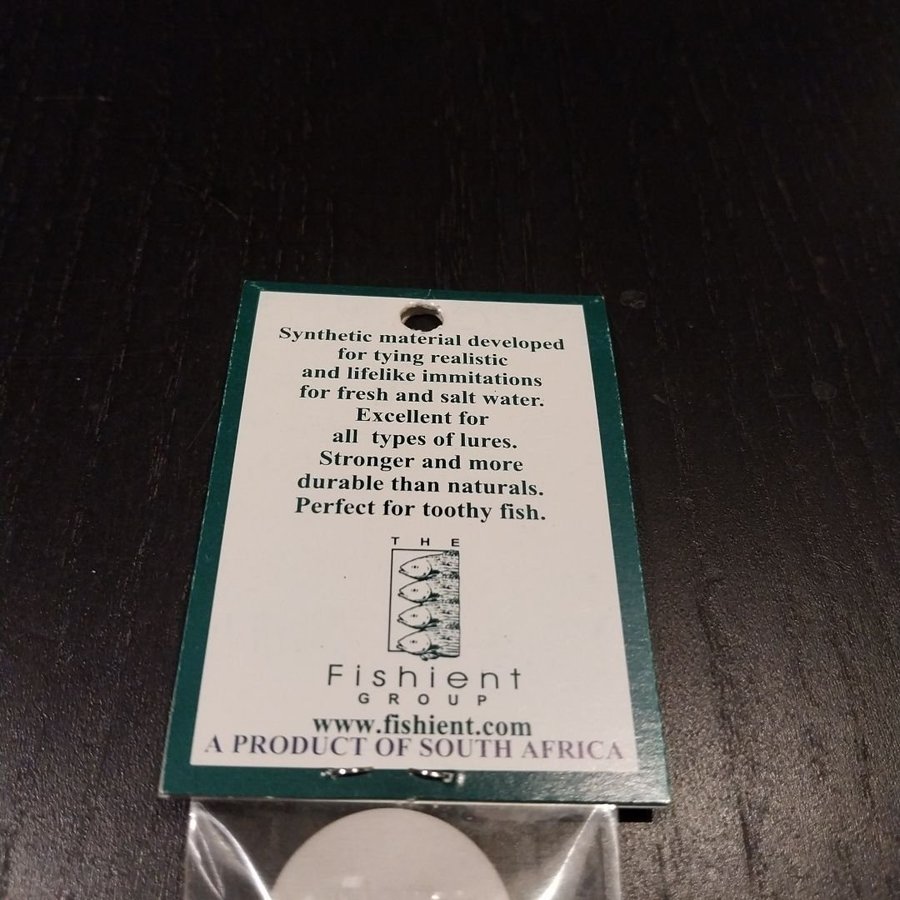 Synthetic material developed
for tying realistic
and lifelike immitations
for fresh and salt water.
Excellent for
all types of lures.
Stronger and more
durable than naturals.
Perfect for toothy fish.
THE
Fishient
GROUP
www.fishient.com
A PRODUCT OF SOUTH AFRICA